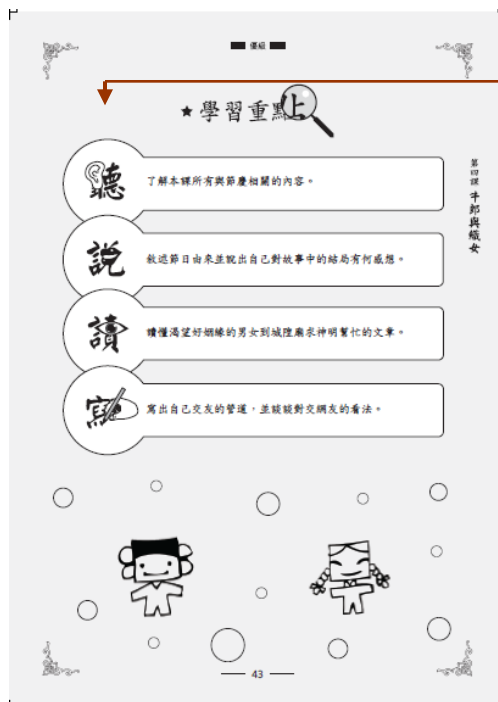 優級
★學習重點
上
聽
了解本課所有與節慶相關的內容。
說
敘述節日由來並說出自己對故事中的結局有何感想。
讀
讀懂渴望好姻緣的男女到城隍廟求神明幫忙的文章。
寫
寫出自己交友的管道,並談談對交網友的看法。
第四課 牛郎與織女
43